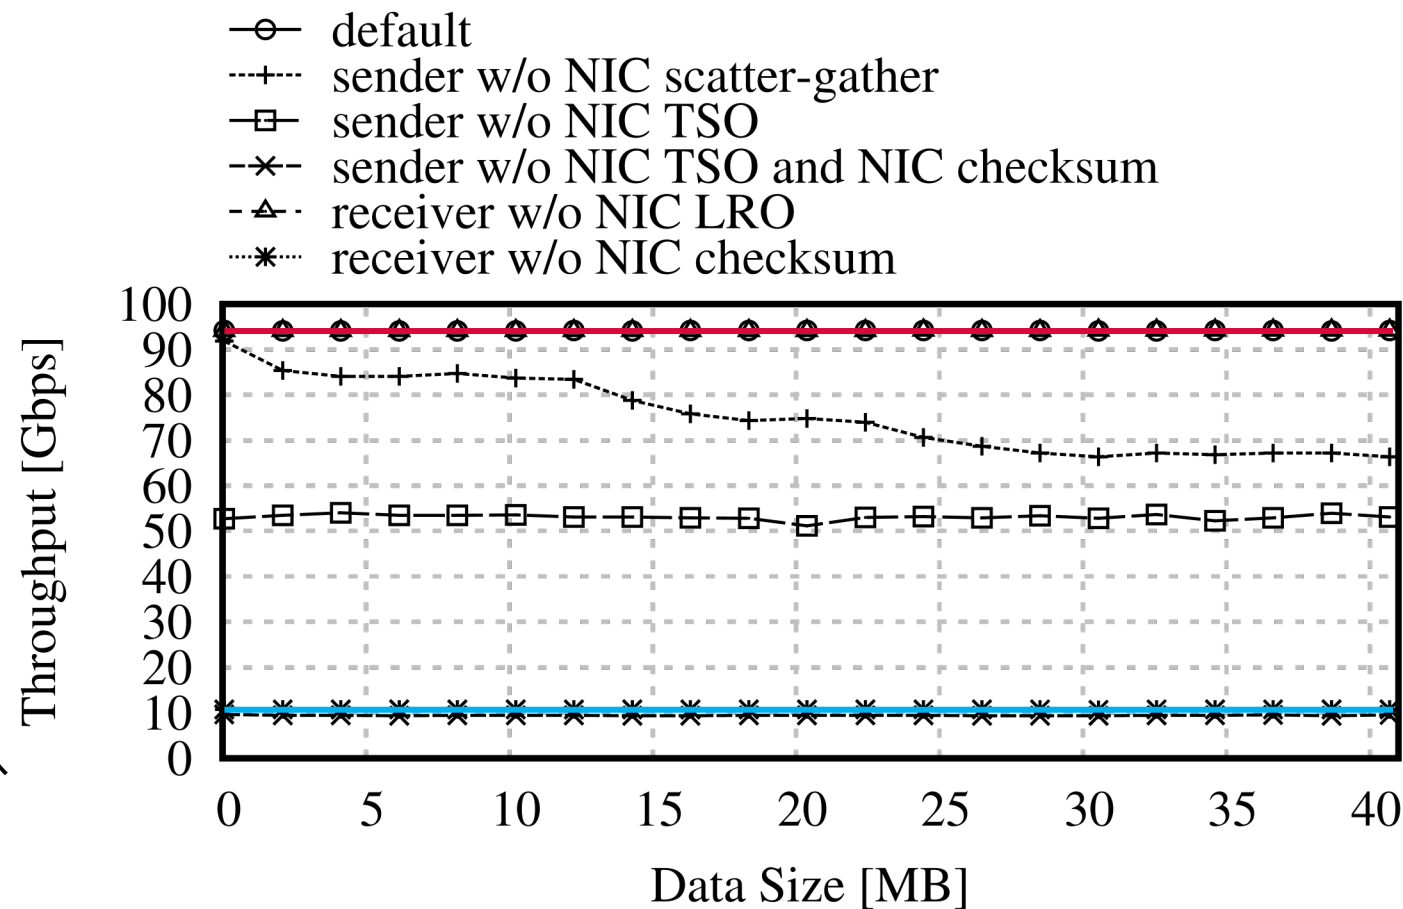 default
sender w/o NIC scatter-gather
sender w/o NIC TSO
sender w/o NIC TSO and NIC checksum
receiver w/o NIC LRO
receiver w/o NIC checksum
100
90
80
70
60
50
40
30
20
10
0
Throughput [Gbps]
0 5 10 15 20 25 30 35 40
Data Size [MB]